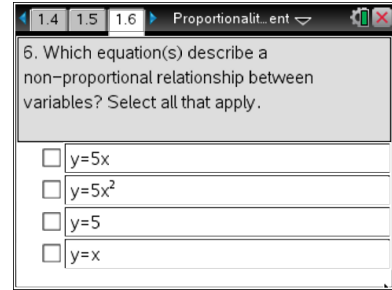 1.4 1.5 1.6 Proportionalit…ent
6. Which equation(s) describe a
non-proportional relationship between
variables? Select all that apply.
y=5x
y=5x²
y=5
y=x